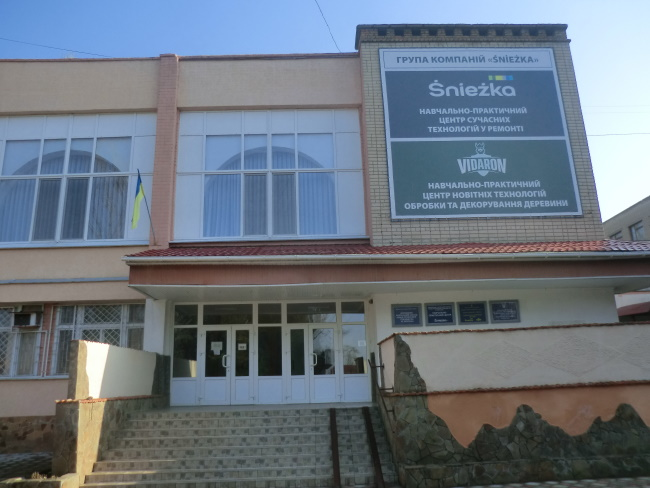 ГРУПА КОМПАНІЙ «ŚNIEŻKA»
Śnieżka
НАВЧАЛЬНО-ПРАКТИЧНИЙ
ЦЕНТР СУЧАСНИХ
ТЕХНОЛОГІЙ У РЕМОНТІ
VIDARON
НАВЧАЛЬНО-ПРАКТИЧНИЙ
ЦЕНТР НОВІТНІХ ТЕХНОЛОГІЙ
ОБРОБКИ ТА ДЕКОРУВАННЯ ДЕРЕВИНИ